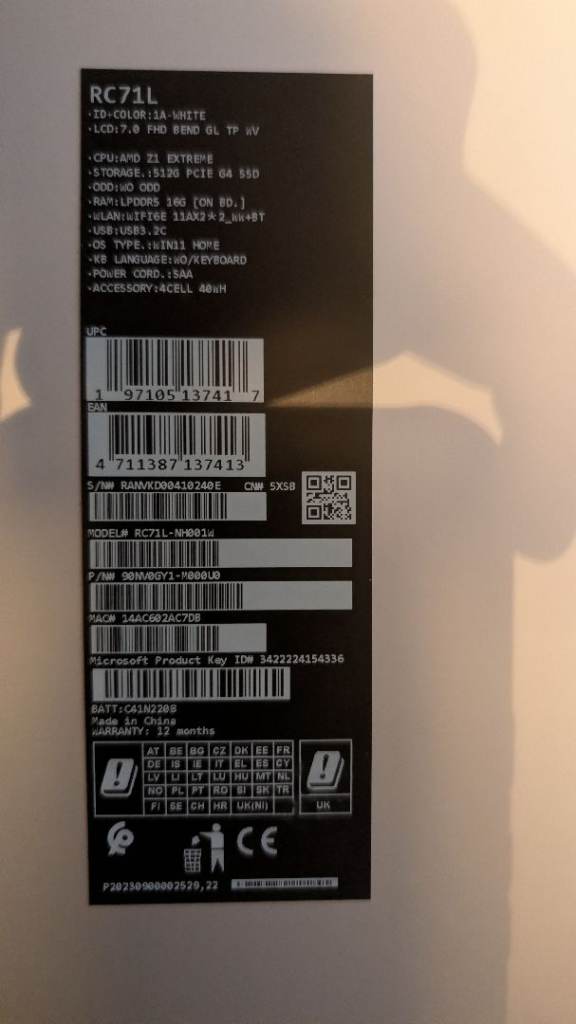 RC71L
·ID+COLOR:1A-WHITE
·LCD:7.0 FHD BEND GL TP WV
·CPU:AMD Z1 EXTREME
·STORAGE.:512G PCIE G4 SSD
·ODD:WO ODD
·RAM:LPDDR5 16G [ON BD.]
·WLAN:WIFI6E 11AX2*2_WW+BT
·USB:USB3.2C
·OS TYPE.:WIN11 HOME
·KB LANGUAGE:WO/KEYBOARD
·POWER CORD.:SAA
·ACCESSORY:4CELL 40WH
UPC
1 97105 13741 7
EAN
4 711387 137413
S/N# RANVKD00410240E CN# 5XSB
MODEL# RC71L-NH001W
P/N# 90NV0GY1-M000U0
MAC# 14AC602AC7DB
Microsoft Product Key ID# 3422224154336
BATT:C41N2208
Made in China
WARRANTY: 12 months
AT BE BG CZ DK EE FR
DE IS IE IT EL ES CY
LV LI LT LU HU MT NL
NO PL PT RO SI SK TR
FI SE CH HR UK(NI)
UK
CE
P20230900002529,22